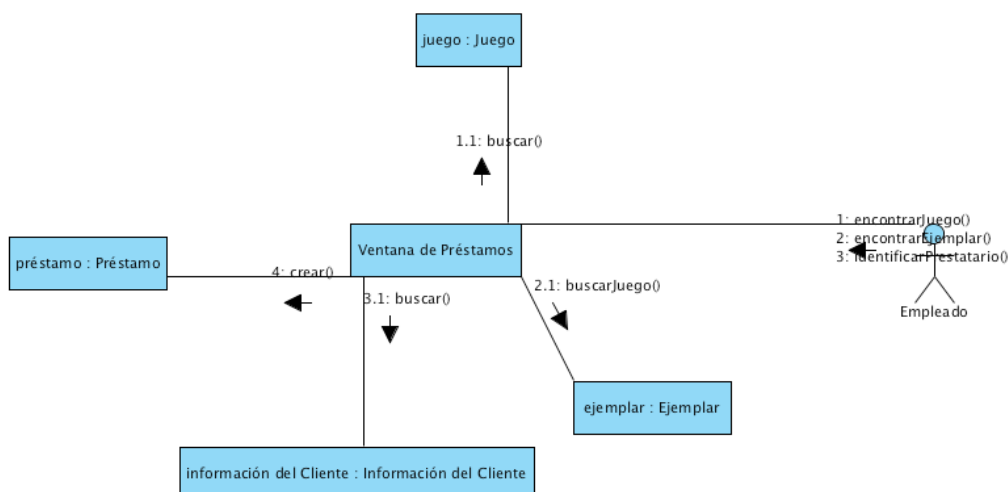 juego : Juego
1.1: buscar()
1: encontrarJuego()
2: encontrarEjemplar()
3: identificarPrestatario()
Empleado
Ventana de Préstamos
préstamo : Préstamo
4: crear()
3.1: buscar()
2.1: buscarJuego()
ejemplar : Ejemplar
información del Cliente : Información del Cliente